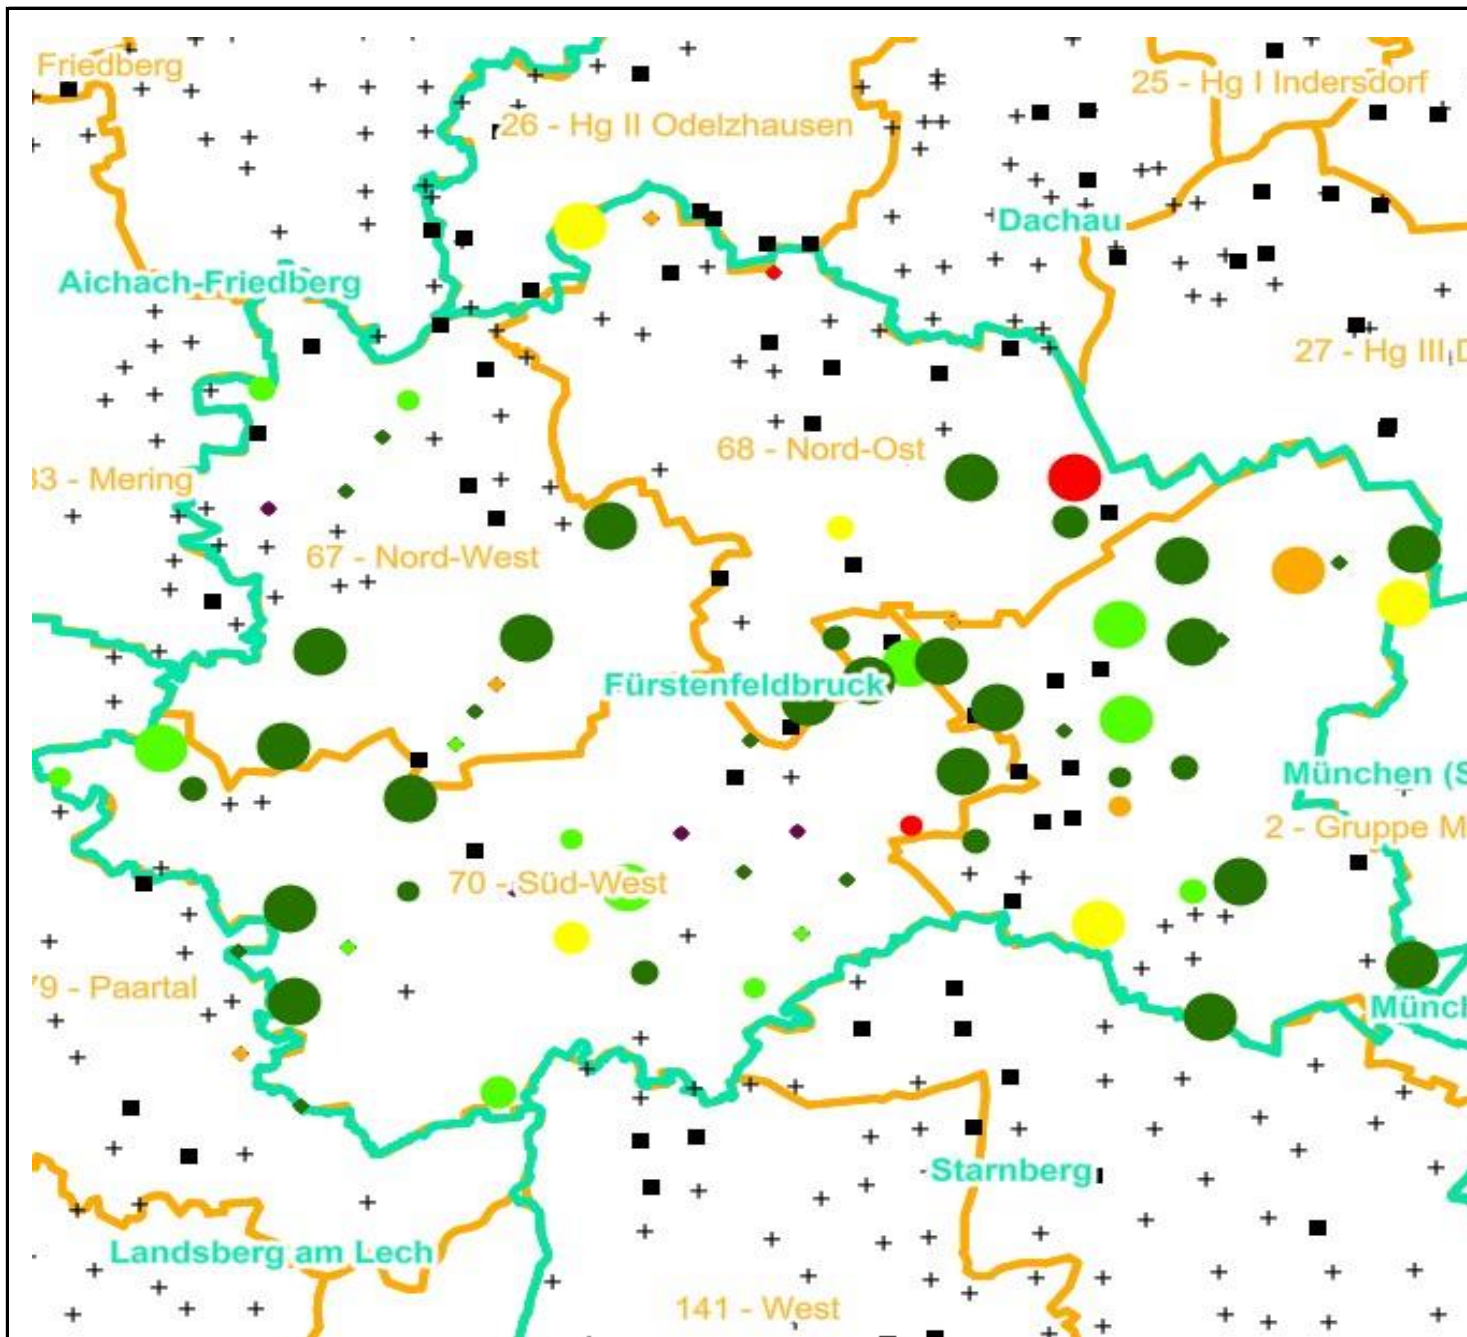 Friedberg
25 - Hg I Indersdorf
26 - Hg II Odelzhausen
Dachau
Aichach-Friedberg
27 - Hg III
68 - Nord-Ost
33 - Mering
67 - Nord-West
Fürstenfeldbruck
München (S
2 - Gruppe M
70 - Süd-West
79 - Paartal
Münch
Starnberg
Landsberg am Lech
141 - West